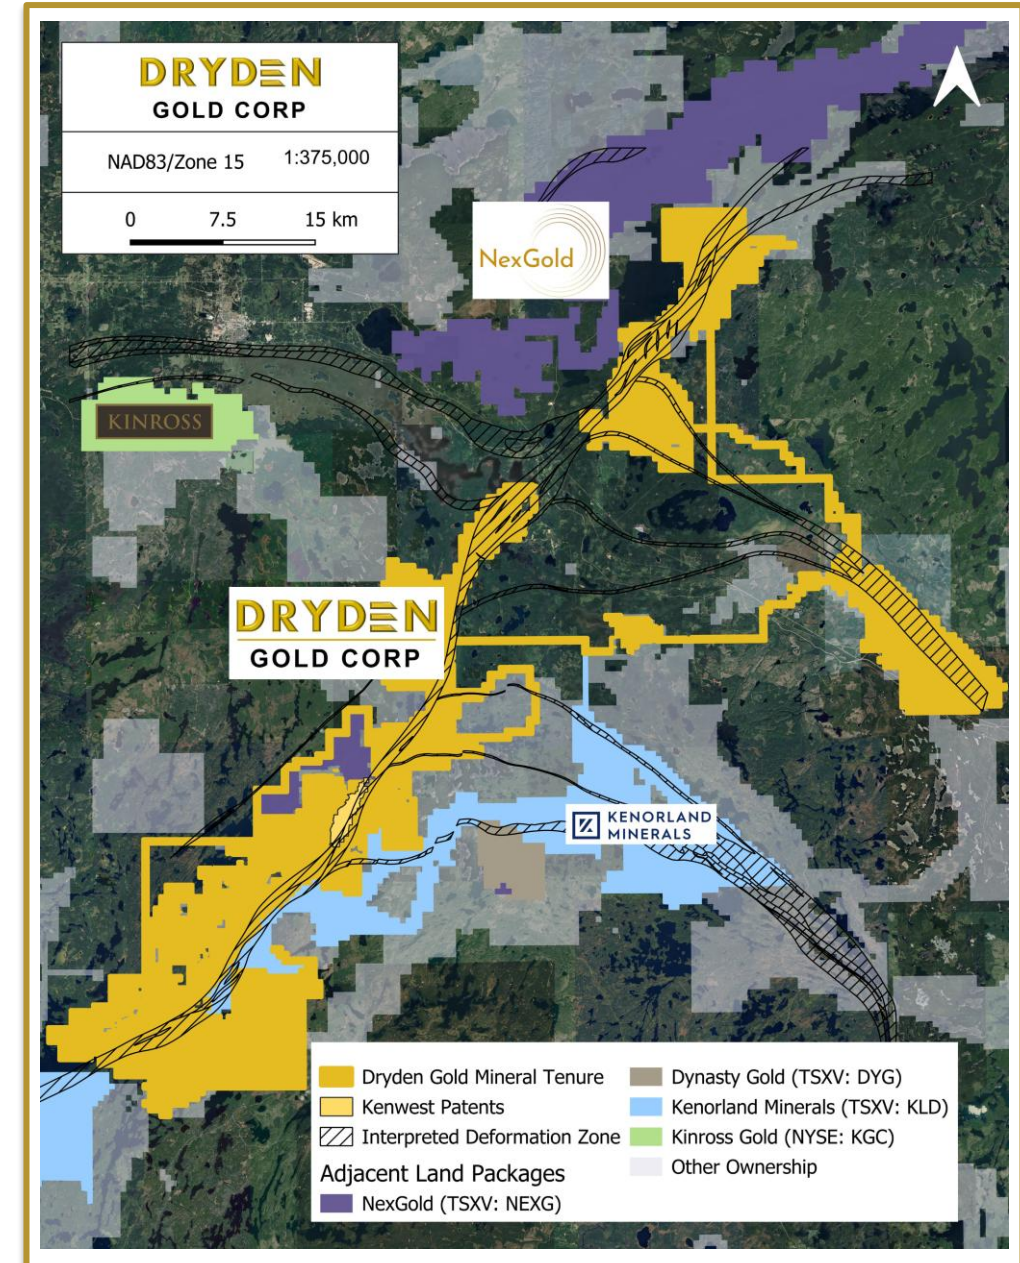 DRYDEN
GOLD CORP
NAD83/Zone 15 1:375,000
0 7.5 15 km
NexGold
KINROSS
DRYDEN
GOLD CORP
KENORLAND
MINERALS
Dryden Gold Mineral Tenure
Kenwest Patents
Interpreted Deformation Zone
Adjacent Land Packages
NexGold (TSXV: NEXG)
Dynasty Gold (TSXV: DYG)
Kenorland Minerals (TSXV: KLD)
Kinross Gold (NYSE: KGC)
Other Ownership